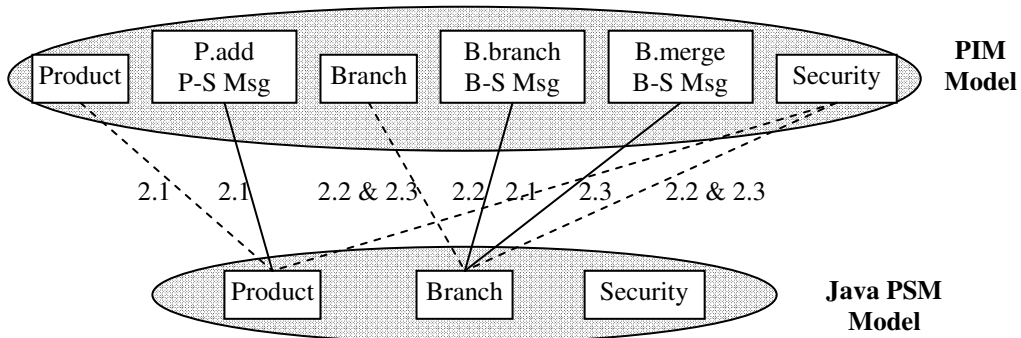 Product
P.add
P-S Msg
Branch
B.branch
B-S Msg
B.merge
B-S Msg
Security
PIM
Model
2.1
2.1
2.2 & 2.3
2.2
2.1
2.3
2.2 & 2.3
Product
Branch
Security
Java PSM
Model